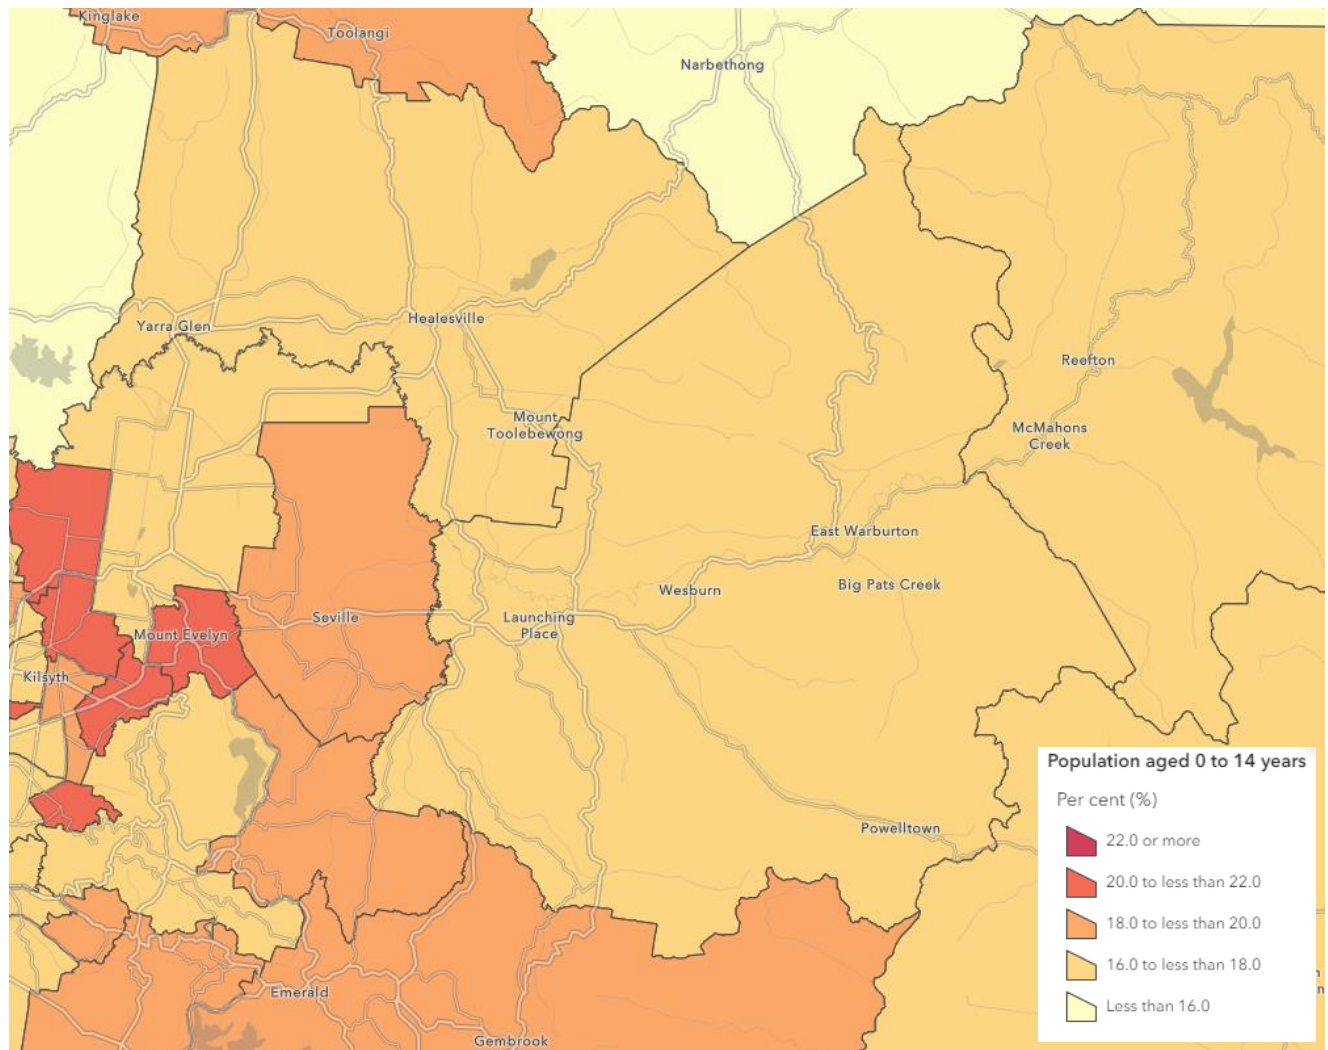 Kinglake
Toolangi
Narbethong
Yarra Glen
Healesville
Reefton
Mount
Toolebewong
McMahons
Creek
East Warburton
Big Pats Creek
Wesburn
Launching
Place
Seville
Mount Evelyn
Kilsyth
Powelltown
Emerald
Gembrook
Population aged 0 to 14 years
Per cent (%)
22.0 or more
20.0 to less than 22.0
18.0 to less than 20.0
16.0 to less than 18.0
Less than 16.0